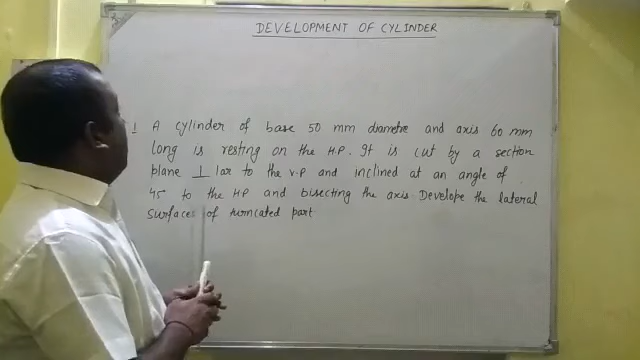 DEVELOPMENT OF CYLINDER
1 A cylinder of base 50 mm diametre and axis 60 mm
long is resting on the H.P. It is cut by a section
plane ⊥ lar to the V.P and inclined at an angle of
45 to the H.P and bisecting the axis. Develope the lateral
surfaces of turncated part